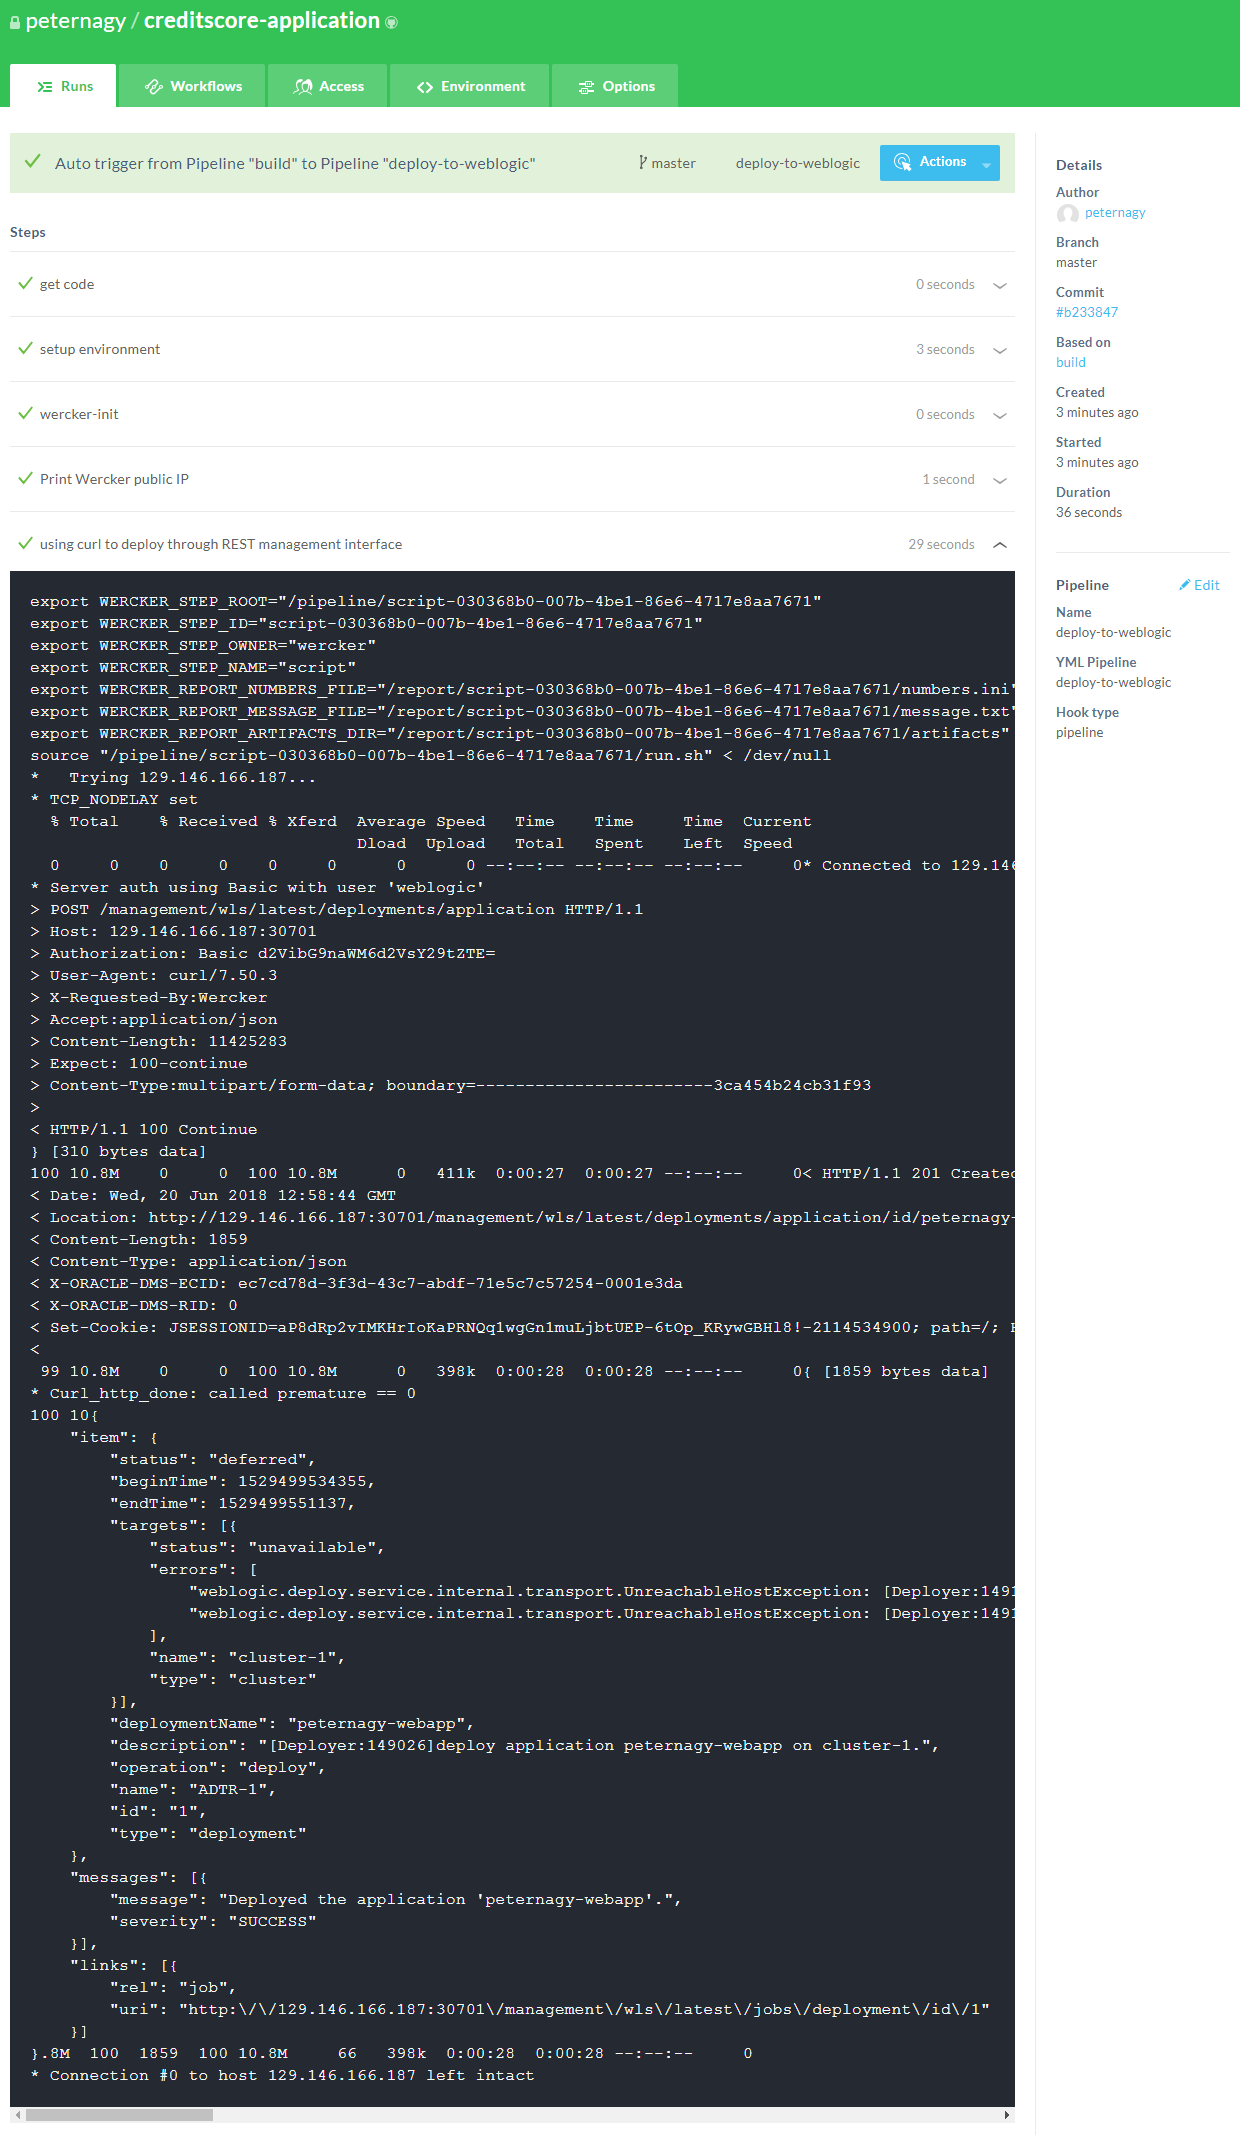 peternagy / creditscore-application
Runs
Workflows
Access
Environment
Options
Auto trigger from Pipeline "build" to Pipeline "deploy-to-weblogic"
master
deploy-to-weblogic
Actions
Steps
get code 0 seconds
setup environment 3 seconds
wercker-init 0 seconds
Print Wercker public IP 1 second
using curl to deploy through REST management interface 29 seconds
export WERCKER_STEP_ROOT="/pipeline/script-030368b0-007b-4be1-86e6-4717e8aa7671"
export WERCKER_STEP_ID="script-030368b0-007b-4be1-86e6-4717e8aa7671"
export WERCKER_STEP_OWNER="wercker"
export WERCKER_STEP_NAME="script"
export WERCKER_REPORT_NUMBERS_FILE="/report/script-030368b0-007b-4be1-86e6-4717e8aa7671/numbers.ini"
export WERCKER_REPORT_MESSAGE_FILE="/report/script-030368b0-007b-4be1-86e6-4717e8aa7671/message.txt"
export WERCKER_REPORT_ARTIFACTS_DIR="/report/script-030368b0-007b-4be1-86e6-4717e8aa7671/artifacts"
source "/pipeline/script-030368b0-007b-4be1-86e6-4717e8aa7671/run.sh" < /dev/null
*   Trying 129.146.166.187...
* TCP_NODELAY set
  % Total    % Received % Xferd  Average Speed   Time    Time     Time  Current
                                 Dload  Upload   Total   Spent    Left  Speed
  0     0    0     0    0     0      0      0 --:--:-- --:--:-- --:--:--     0* Connected to 129.146
* Server auth using Basic with user 'weblogic'
> POST /management/wls/latest/deployments/application HTTP/1.1
> Host: 129.146.166.187:30701
> Authorization: Basic d2VibG9naWM6d2VsY29tZTE=
> User-Agent: curl/7.50.3
> X-Requested-By:Wercker
> Accept:application/json
> Content-Length: 11425283
> Expect: 100-continue
> Content-Type:multipart/form-data; boundary=------------------------3ca454b24cb31f93
>
< HTTP/1.1 100 Continue
} [310 bytes data]
100 10.8M    0     0  100 10.8M      0   411k  0:00:27  0:00:27 --:--:--     0< HTTP/1.1 201 Created
< Date: Wed, 20 Jun 2018 12:58:44 GMT
< Location: http://129.146.166.187:30701/management/wls/latest/deployments/application/id/peternagy-
< Content-Length: 1859
< Content-Type: application/json
< X-ORACLE-DMS-ECID: ec7cd78d-3f3d-43c7-abdf-71e5c7c57254-0001e3da
< X-ORACLE-DMS-RID: 0
< Set-Cookie: JSESSIONID=aP8dRp2vIMKHrIoKaPRNQq1wgGn1muLjbtUEP-6tOp_KRywGBHl8!-2114534900; path=/;
<
 99 10.8M    0     0  100 10.8M      0   398k  0:00:28  0:00:28 --:--:--     0{ [1859 bytes data]
* Curl_http_done: called premature == 0
100 10{
    "item": {
        "status": "deferred",
        "beginTime": 1529499534355,
        "endTime": 1529499551137,
        "targets": [{
            "status": "unavailable",
            "errors": [
                "weblogic.deploy.service.internal.transport.UnreachableHostException: [Deployer:1491
                "weblogic.deploy.service.internal.transport.UnreachableHostException: [Deployer:1491
            ],
            "name": "cluster-1",
            "type": "cluster"
        }],
        "deploymentName": "peternagy-webapp",
        "description": "[Deployer:149026]deploy application peternagy-webapp on cluster-1.",
        "operation": "deploy",
        "name": "ADTR-1",
        "id": "1",
        "type": "deployment"
    },
    "messages": [{
        "message": "Deployed the application 'peternagy-webapp'.",
        "severity": "SUCCESS"
    }],
    "links": [{
        "rel": "job",
        "uri": "http:\/\/129.146.166.187:30701\/management\/wls\/latest\/jobs\/deployment\/id\/1"
    }]
}.8M  100  1859  100 10.8M     66   398k  0:00:28  0:00:28 --:--:--     0
* Connection #0 to host 129.146.166.187 left intact
Details
Author
peternagy
Branch
master
Commit
#b233847
Based on
build
Created
3 minutes ago
Started
3 minutes ago
Duration
36 seconds
Pipeline
Edit
Name
deploy-to-weblogic
YML Pipeline
deploy-to-weblogic
Hook type
pipeline